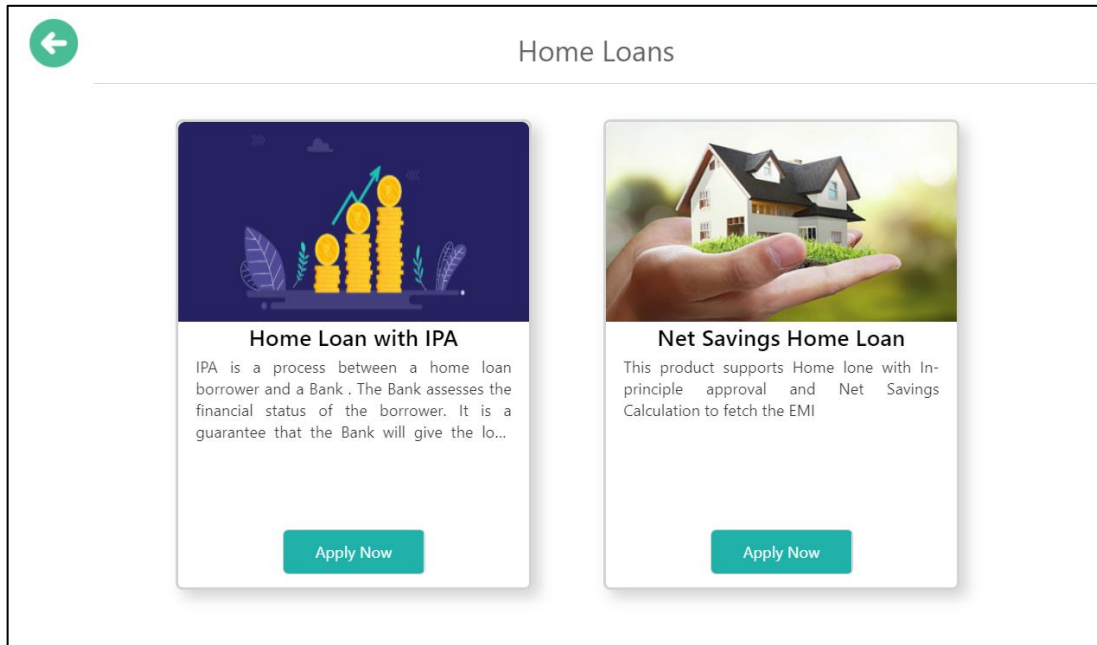 Home Loans
Home Loan with IPA
IPA is a process between a home loan
borrower and a Bank . The Bank assesses the
financial status of the borrower. It is a
guarantee that the Bank will give the lo...
Apply Now
Net Savings Home Loan
This product supports Home lone with In-
principle approval and Net Savings
Calculation to fetch the EMI
Apply Now